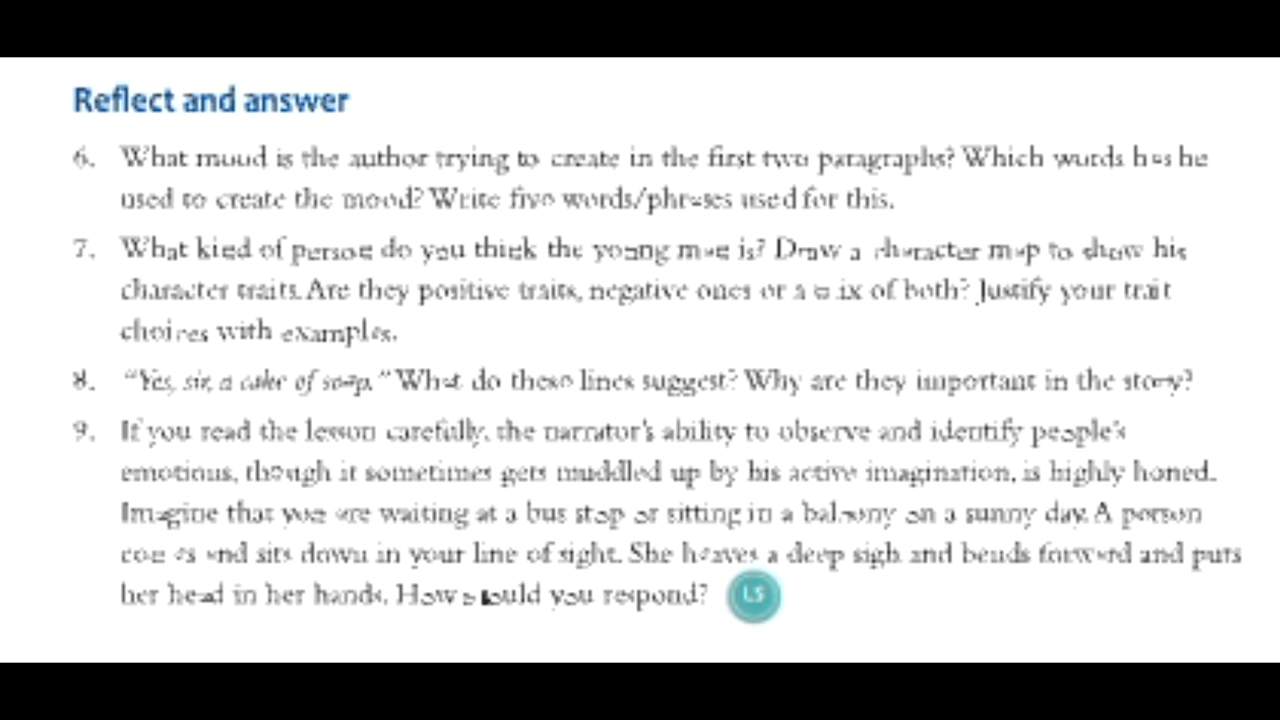 Reflect and answer
6. What mood is the author trying to create in the first two paragraphs? Which words has he
used to create the mood? Write five words/phrases used for this.
7. What kind of person do you think the young man is? Draw a character map to show his
character traits. Are they positive traits, negative ones or a mix of both? Justify your trait
choices with examples.
8. “Yes, sir, a cake of soap.” What do these lines suggest? Why are they important in the story?
9. If you read the lesson carefully, the narrator’s ability to observe and identify people’s
emotions, though it sometimes gets muddled up by his active imagination, is highly honed.
Imagine that you are waiting at a bus stop or sitting in a balcony on a sunny day. A person
comes and sits down in your line of sight. She heaves a deep sigh and bends forward and puts
her head in her hands. How should you respond? LS